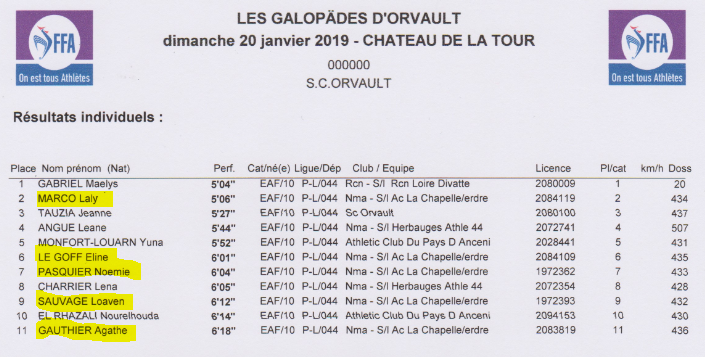 LES GALOPÄDES D'ORVAULT
FFA
dimanche 20 janvier 2019 - CHATEAU DE LA TOUR
FFA
000000
On est tous Athlètes
S.C.ORVAULT
On est tous Athlètes
Résultats individuels :
Place Nom prénom (Nat) Perf. Cat/né(e) Ligue/Dép Club / Equipe Licence Pl/cat km/h Doss
1 GABRIEL Maelys 5'04" EAF/10 P-L/044 Rcn - S/l Rcn Loire Divatte 2080009 1 20
2 MARCO Laly 5'06" EAF/10 P-L/044 Nma - S/l Ac La Chapelle/erdre 2084119 2 434
3 TAUZIA Jeanne 5'27" EAF/10 P-L/044 Sc Orvault 2080100 3 437
4 ANGUE Leane 5'44" EAF/10 P-L/044 Nma - S/l Herbauges Athle 44 2072741 4 507
5 MONFORT-LOUARN Yuna 5'52" EAF/10 P-L/044 Athletic Club Du Pays D Anceni 2028441 5 431
6 LE GOFF Eline 6'01" EAF/10 P-L/044 Nma - S/l Ac La Chapelle/erdre 2084109 6 435
7 PASQUIER Noemie 6'04" EAF/10 P-L/044 Nma - S/l Ac La Chapelle/erdre 1972362 7 433
8 CHARRIER Lena 6'05" EAF/10 P-L/044 Nma - S/l Herbauges Athle 44 2072354 8 428
9 SAUVAGE Loaven 6'12" EAF/10 P-L/044 Nma - S/l Ac La Chapelle/erdre 1972393 9 432
10 EL RHAZALI Nourelhouda 6'14" EAF/10 P-L/044 Athletic Club Du Pays D Anceni 2094153 10 430
11 GAUTHIER Agathe 6'18" EAF/10 P-L/044 Nma - S/l Ac La Chapelle/erdre 2083819 11 436